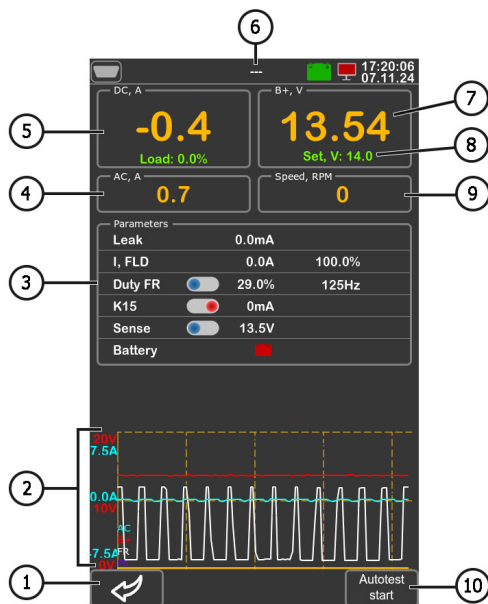 6
---
17:20:06
07.11.24
DC, A
-0.4
Load: 0.0%
B+, V
13.54
Set, V: 14.0
5
7
8
AC, A
0.7
Speed, RPM
0
4
9
Parameters
Leak 0.0mA
I, FLD 0.0A 100.0%
Duty FR 29.0% 125Hz
K15 0mA
Sense 13.5V
Battery
3
20V
7.5A
0.0A
10V
AC
B+
FR
-7.5A
0V
2
1
Autotest
start
10